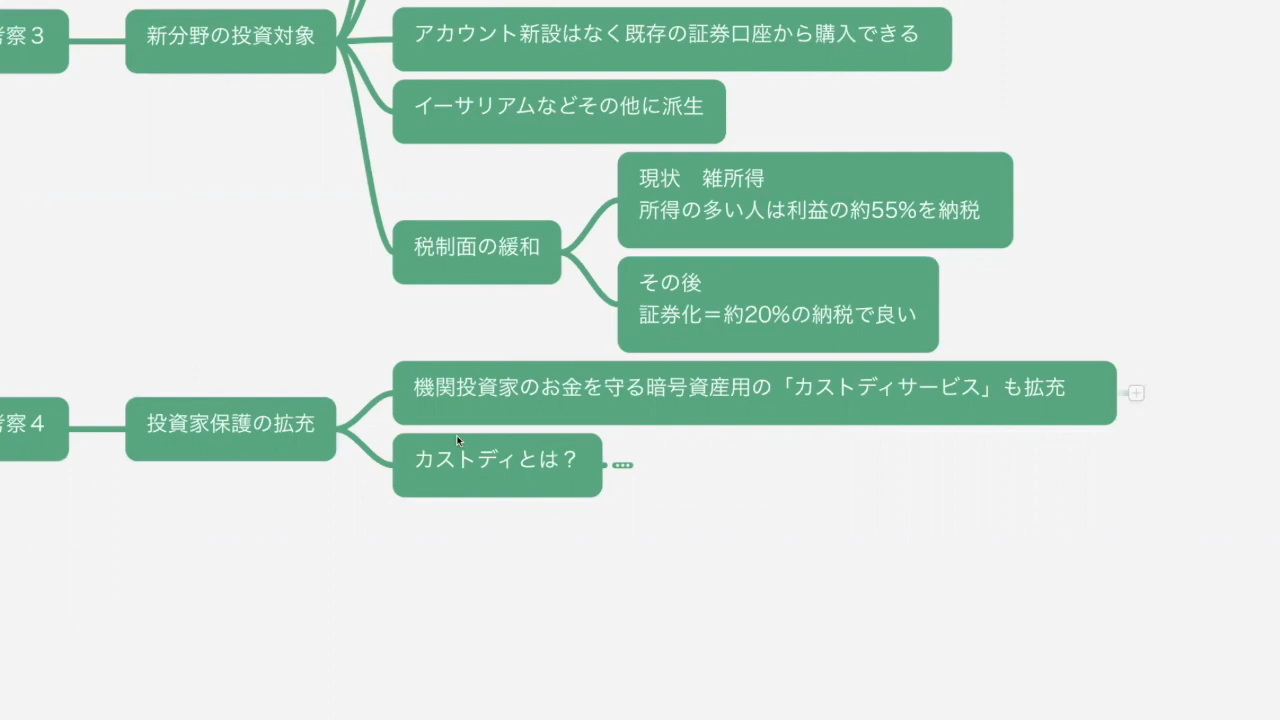 考察３
新分野の投資対象
アカウント新設はなく既存の証券口座から購入できる
イーサリアムなどその他に派生
税制面の緩和
現状　雑所得
所得の多い人は利益の約55%を納税
その後
証券化＝約20%の納税で良い
考察４
投資家保護の拡充
機関投資家のお金を守る暗号資産用の「カストディサービス」も拡充
カストディとは？